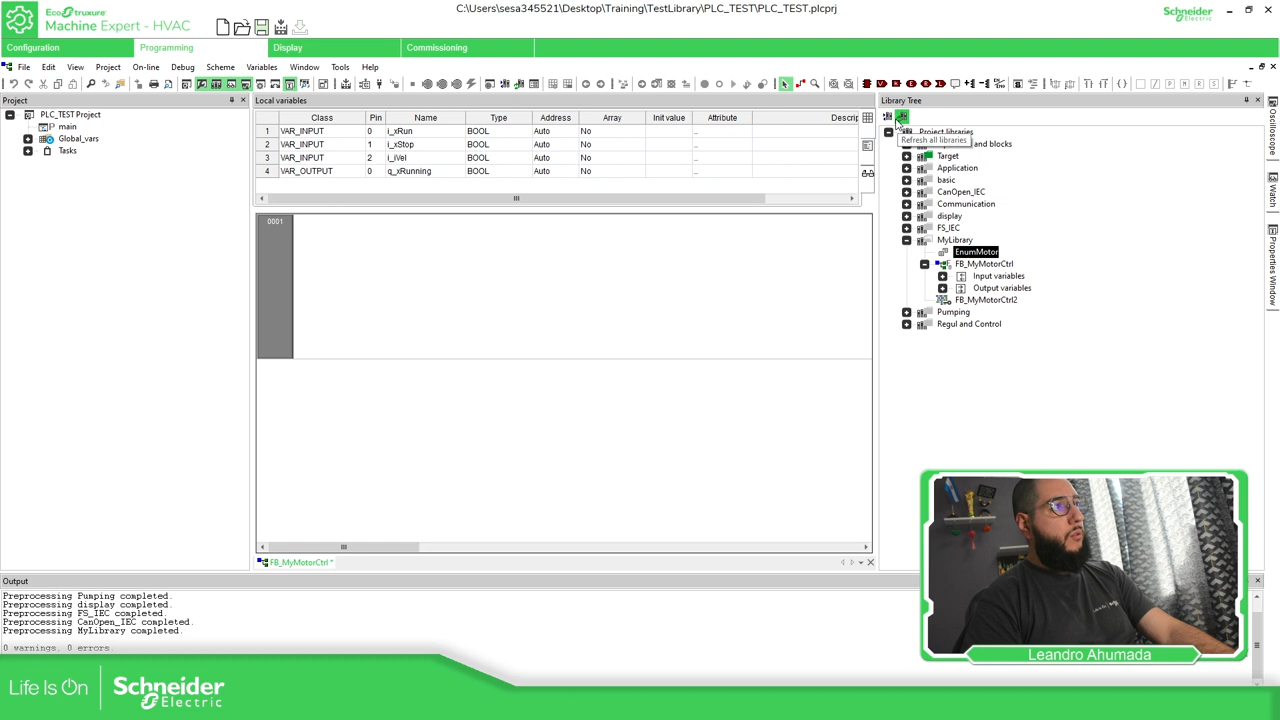 C:\Users\sesa345521\Desktop\Training\TestLibrary\PLC_TEST\PLC_TEST.plcprj
EcoStruxure
Machine Expert - HVAC
Schneider Electric
Configuration Programming Display Commissioning
File Edit View Project On-line Debug Scheme Variables Window Tools Help
Project
Local variables
Library Tree
PLC_TEST Project
main
Global_vars
Tasks
Class Pin Name Type Address Array Init value Attribute Descrip
1 VAR_INPUT 0 i_xRun BOOL Auto No ..
2 VAR_INPUT 1 i_xStop BOOL Auto No ..
3 VAR_INPUT 2 i_iVel BOOL Auto No ..
4 VAR_OUTPUT 0 q_xRunning BOOL Auto No ..
0001
FB_MyMotorCtrl *
Project libraries
Refresh all libraries
and blocks
Target
Application
basic
CanOpen_IEC
Communication
display
FS_IEC
MyLibrary
EnumMotor
FB_MyMotorCtrl
Input variables
Output variables
FB_MyMotorCtrl2
Pumping
Regul and Control
Oscilloscope
Watch
Properties Window
Output
Preprocessing Pumping completed.
Preprocessing display completed.
Preprocessing FS_IEC completed.
Preprocessing CanOpen_IEC completed.
Preprocessing MyLibrary completed.
0 warnings, 0 errors.
Leandro Ahumada
Life Is On
Schneider Electric